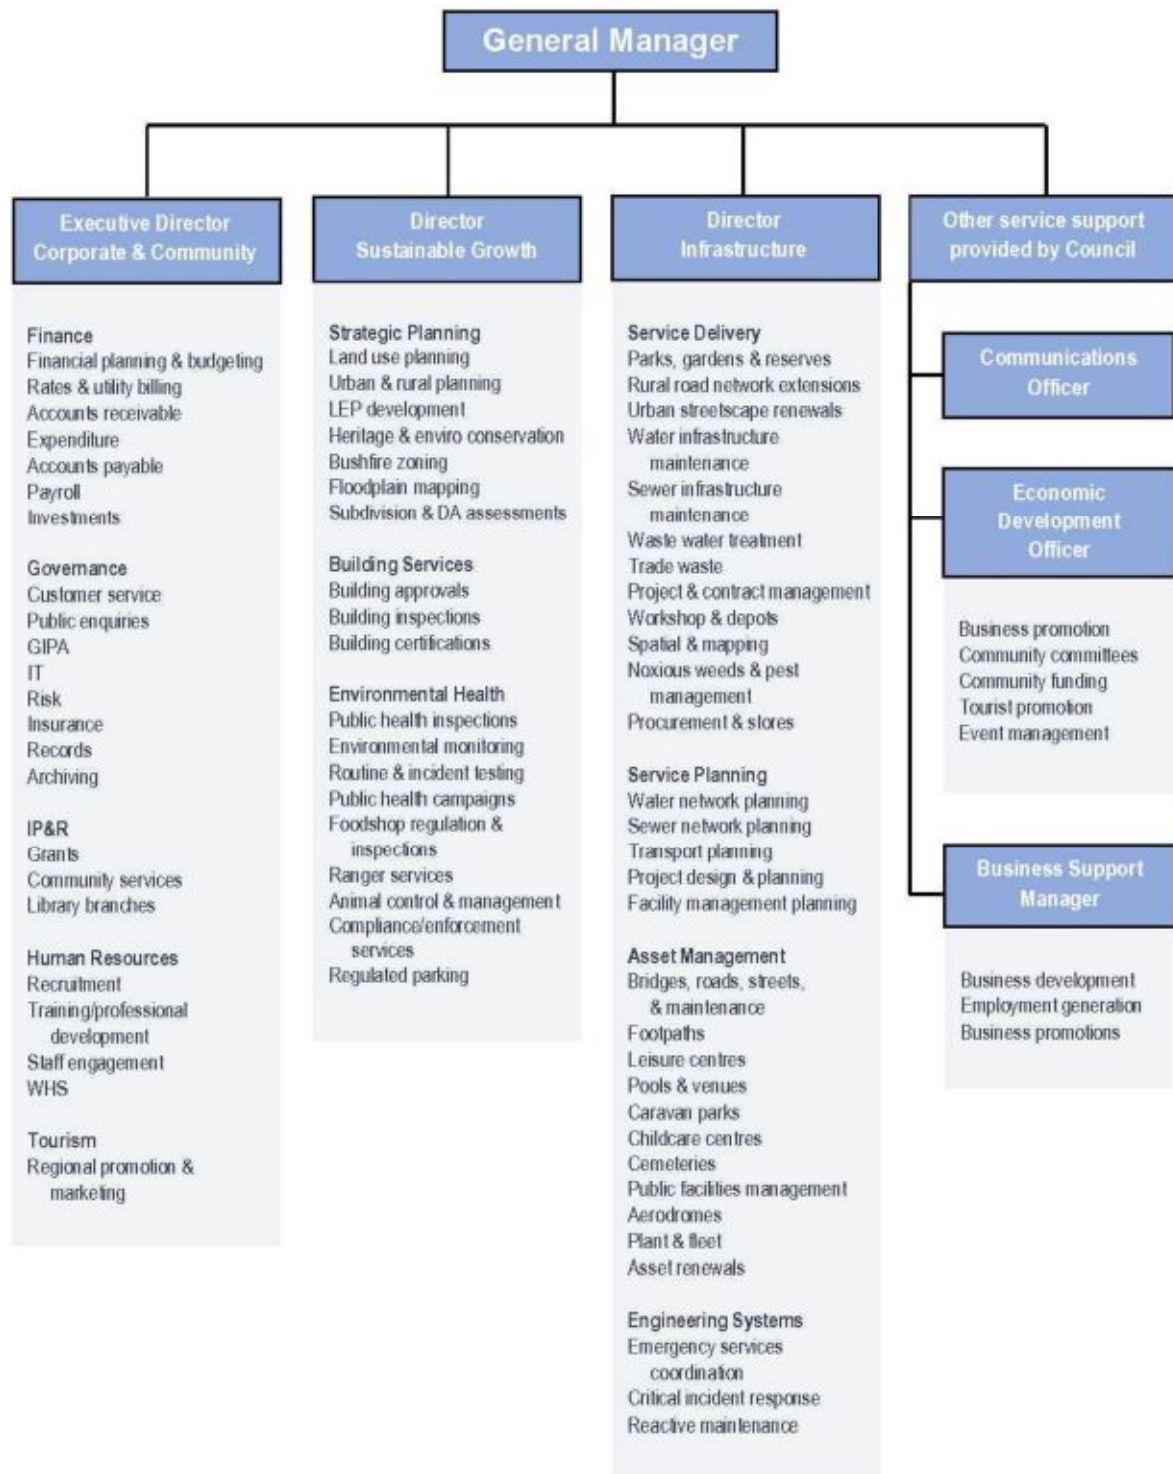 General Manager
Executive Director
Corporate & Community
Finance
Financial planning & budgeting
Rates & utility billing
Accounts receivable
Expenditure
Accounts payable
Payroll
Investments
Governance
Customer service
Public enquiries
GIPA
IT
Risk
Insurance
Records
Archiving
IP&R
Grants
Community services
Library branches
Human Resources
Recruitment
Training/professional
development
Staff engagement
WHS
Tourism
Regional promotion &
marketing
Director
Sustainable Growth
Strategic Planning
Land use planning
Urban & rural planning
LEP development
Heritage & enviro conservation
Bushfire zoning
Floodplain mapping
Subdivision & DA assessments
Building Services
Building approvals
Building inspections
Building certifications
Environmental Health
Public health inspections
Environmental monitoring
Routine & incident testing
Public health campaigns
Foodshop regulation &
inspections
Ranger services
Animal control & management
Compliance/enforcement
services
Regulated parking
Director
Infrastructure
Service Delivery
Parks, gardens & reserves
Rural road network extensions
Urban streetscape renewals
Water infrastructure
maintenance
Sewer infrastructure
maintenance
Waste water treatment
Trade waste
Project & contract management
Workshop & depots
Spatial & mapping
Noxious weeds & pest
management
Procurement & stores
Service Planning
Water network planning
Sewer network planning
Transport planning
Project design & planning
Facility management planning
Asset Management
Bridges, roads, streets,
& maintenance
Footpaths
Leisure centres
Pools & venues
Caravan parks
Childcare centres
Cemeteries
Public facilities management
Aerodromes
Plant & fleet
Asset renewals
Engineering Systems
Emergency services
coordination
Critical incident response
Reactive maintenance
Other service support
provided by Council
Communications
Officer
Economic
Development
Officer
Business promotion
Community committees
Community funding
Tourist promotion
Event management
Business Support
Manager
Business development
Employment generation
Business promotions